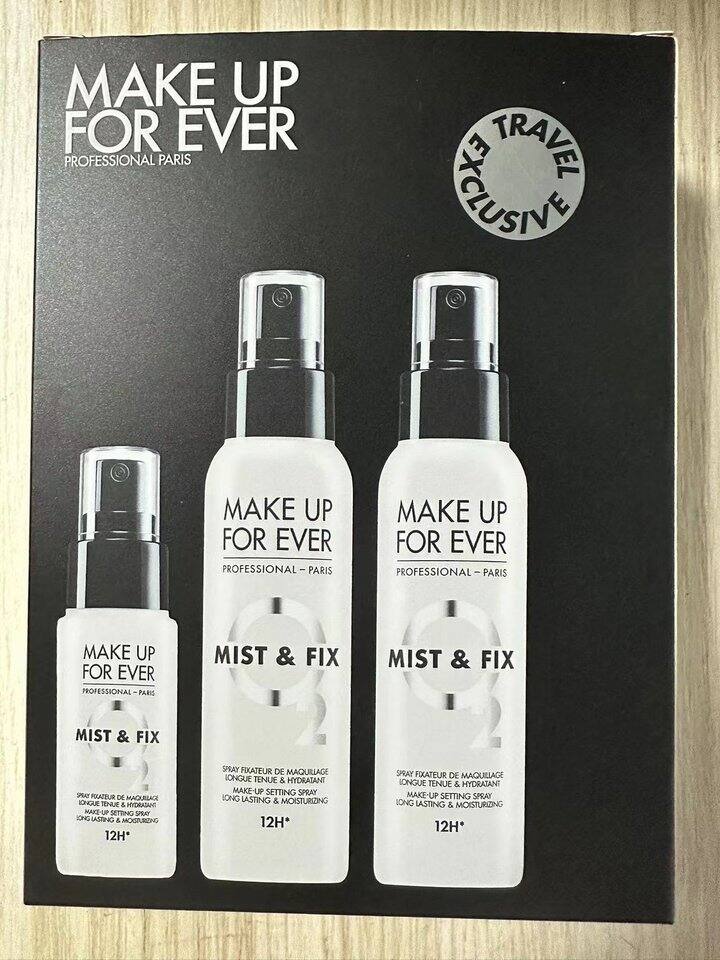 MAKE UP
FOR EVER
PROFESSIONAL PARIS
TRAVEL
EXCLUSIVE
MAKE UP
FOR EVER
PROFESSIONAL – PARIS
O2
MIST & FIX
SPRAY FIXATEUR DE MAQUILLAGE
LONGUE TENUE & HYDRATANT
MAKE-UP SETTING SPRAY
LONG LASTING & MOISTURIZING
12H*
MAKE UP
FOR EVER
PROFESSIONAL – PARIS
O2
MIST & FIX
SPRAY FIXATEUR DE MAQUILLAGE
LONGUE TENUE & HYDRATANT
MAKE-UP SETTING SPRAY
LONG LASTING & MOISTURIZING
12H*
MAKE UP
FOR EVER
PROFESSIONAL – PARIS
O2
MIST & FIX
SPRAY FIXATEUR DE MAQUILLAGE
LONGUE TENUE & HYDRATANT
MAKE-UP SETTING SPRAY
LONG LASTING & MOISTURIZING
12H*